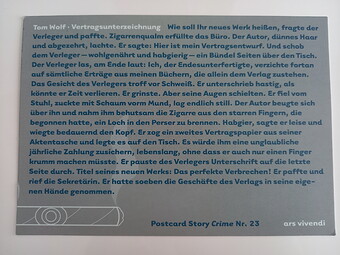 Tom Wolf - Vertragsunterzeichnung   Wie soll Ihr neues Werk heißen, fragte der
Verleger und paffte. Zigarrenqualm erfüllte das Büro. Der Autor, dünnes Haar
und abgezehrt, lachte. Er sagte: Hier ist mein Vertragsentwurf. Und schob
dem Verleger – wohlgenährt und habgierig – ein Bündel Seiten über den Tisch.
Der Verleger las, am Ende laut: Ich, der Endesunterfertigte, verzichte fortan
auf sämtliche Erträge aus meinen Büchern, die allein dem Verlag zustehen.
Das Gesicht des Verlegers troff vor Schweiß. Er unterschrieb hastig, als
könnte er Zeit verlieren. Er grinste. Aber seine Augen schielten. Er fiel vom
Stuhl, zuckte mit Schaum vorm Mund, lag endlich still. Der Autor beugte sich
über ihn und nahm ihm behutsam die Zigarre aus den starren Fingern, die
begonnen hatte, ein Loch in den Perser zu brennen. Habgier, sagte er leise und
wiegte bedauernd den Kopf. Er zog ein zweites Vertragspapier aus seiner
Aktentasche und legte es auf den Tisch. Es würde ihm eine unglaubliche
jährliche Zahlung zusichern, lebenslang, ohne dass er auch nur einen Finger
krumm machen müsste. Er pauste des Verlegers Unterschrift auf die letzte
Seite durch. Titel seines neuen Werks: Das perfekte Verbrechen! Er paffte und
rief die Sekretärin. Er hatte soeben die Geschäfte des Verlags in seine eige-
nen Hände genommen.
Postcard Story Crime Nr. 23
ars vivendi